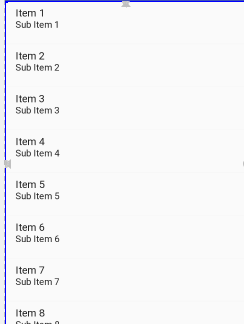 Item 1
Sub Item 1
Item 2
Sub Item 2
Item 3
Sub Item 3
Item 4
Sub Item 4
Item 5
Sub Item 5
Item 6
Sub Item 6
Item 7
Sub Item 7
Item 8